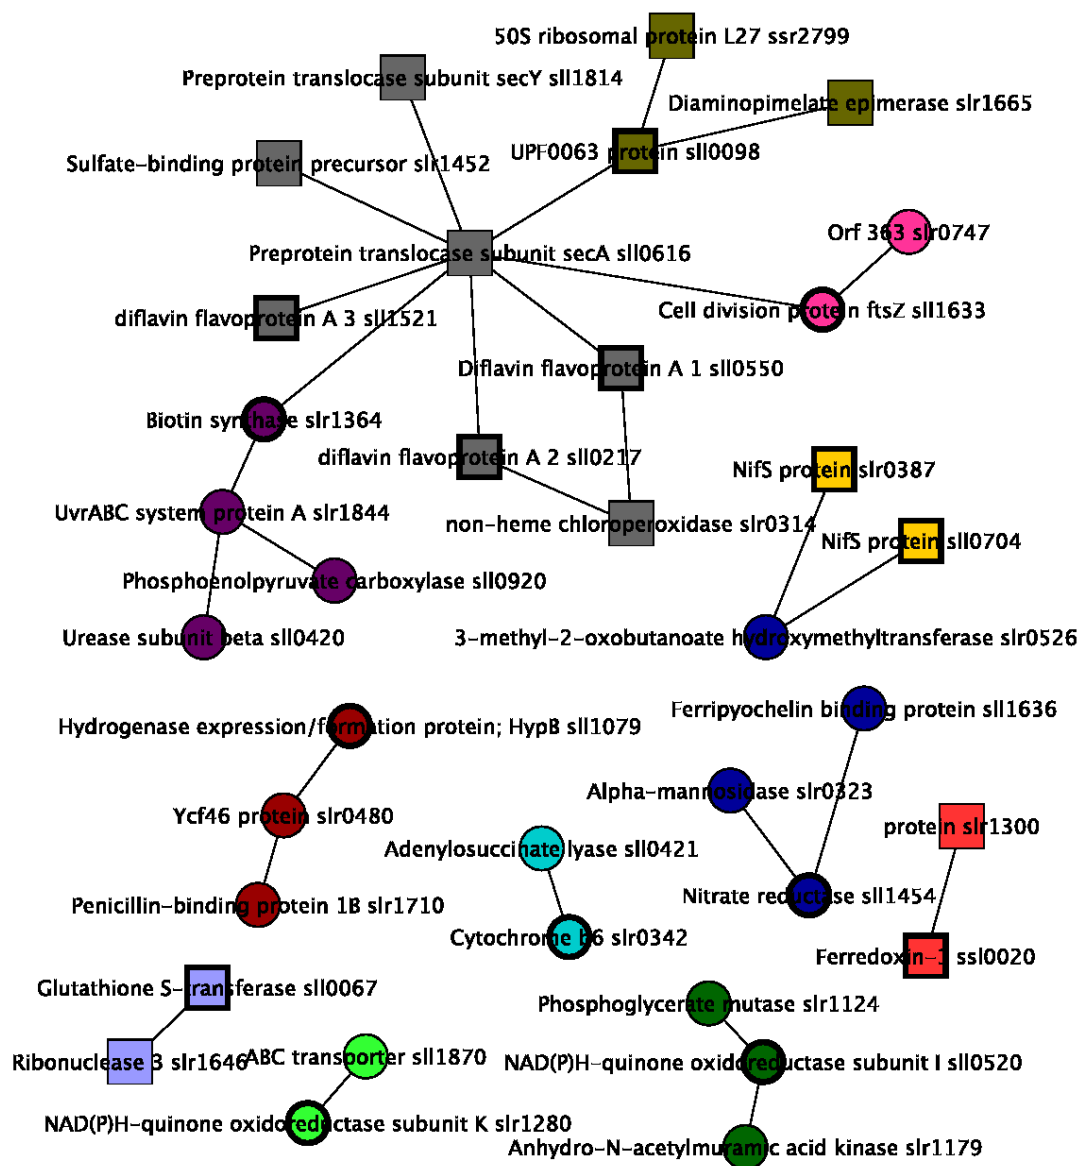 50S ribosomal protein L27 ssr2799
Preprotein translocase subunit secY sll1814
Diaminopimelate epimerase slr1665
UPF0063 protein sll0098
Sulfate-binding protein precursor slr1452
Orf 363 slr0747
Preprotein translocase subunit secA sll0616
Cell division protein ftsZ sll1633
diflavin flavoprotein A 3 sll1521
Diflavin flavoprotein A 1 sll0550
Biotin synthase slr1364
diflavin flavoprotein A 2 sll0217
NifS protein slr0387
UvrABC system protein A slr1844
non-heme chloroperoxidase slr0314
NifS protein sll0704
Phosphoenolpyruvate carboxylase sll0920
Urease subunit beta sll0420
3-methyl-2-oxobutanoate hydroxymethyltransferase slr0526
Ferripyochelin binding protein sll1636
Hydrogenase expression/formation protein; HypB sll1079
Alpha-mannosidase slr0323
Ycf46 protein slr0480
protein slr1300
Adenylosuccinate lyase sll0421
Nitrate reductase sll1454
Penicillin-binding protein 1B slr1710
Cytochrome b6 slr0342
Ferredoxin-1 ssl0020
Glutathione S-transferase sll0067
Phosphoglycerate mutase slr1124
Ribonuclease 3 slr1646
ABC transporter sll1870
NAD(P)H-quinone oxidoreductase subunit I sll0520
NAD(P)H-quinone oxidoreductase subunit K slr1280
Anhydro-N-acetylmuramic acid kinase slr1179